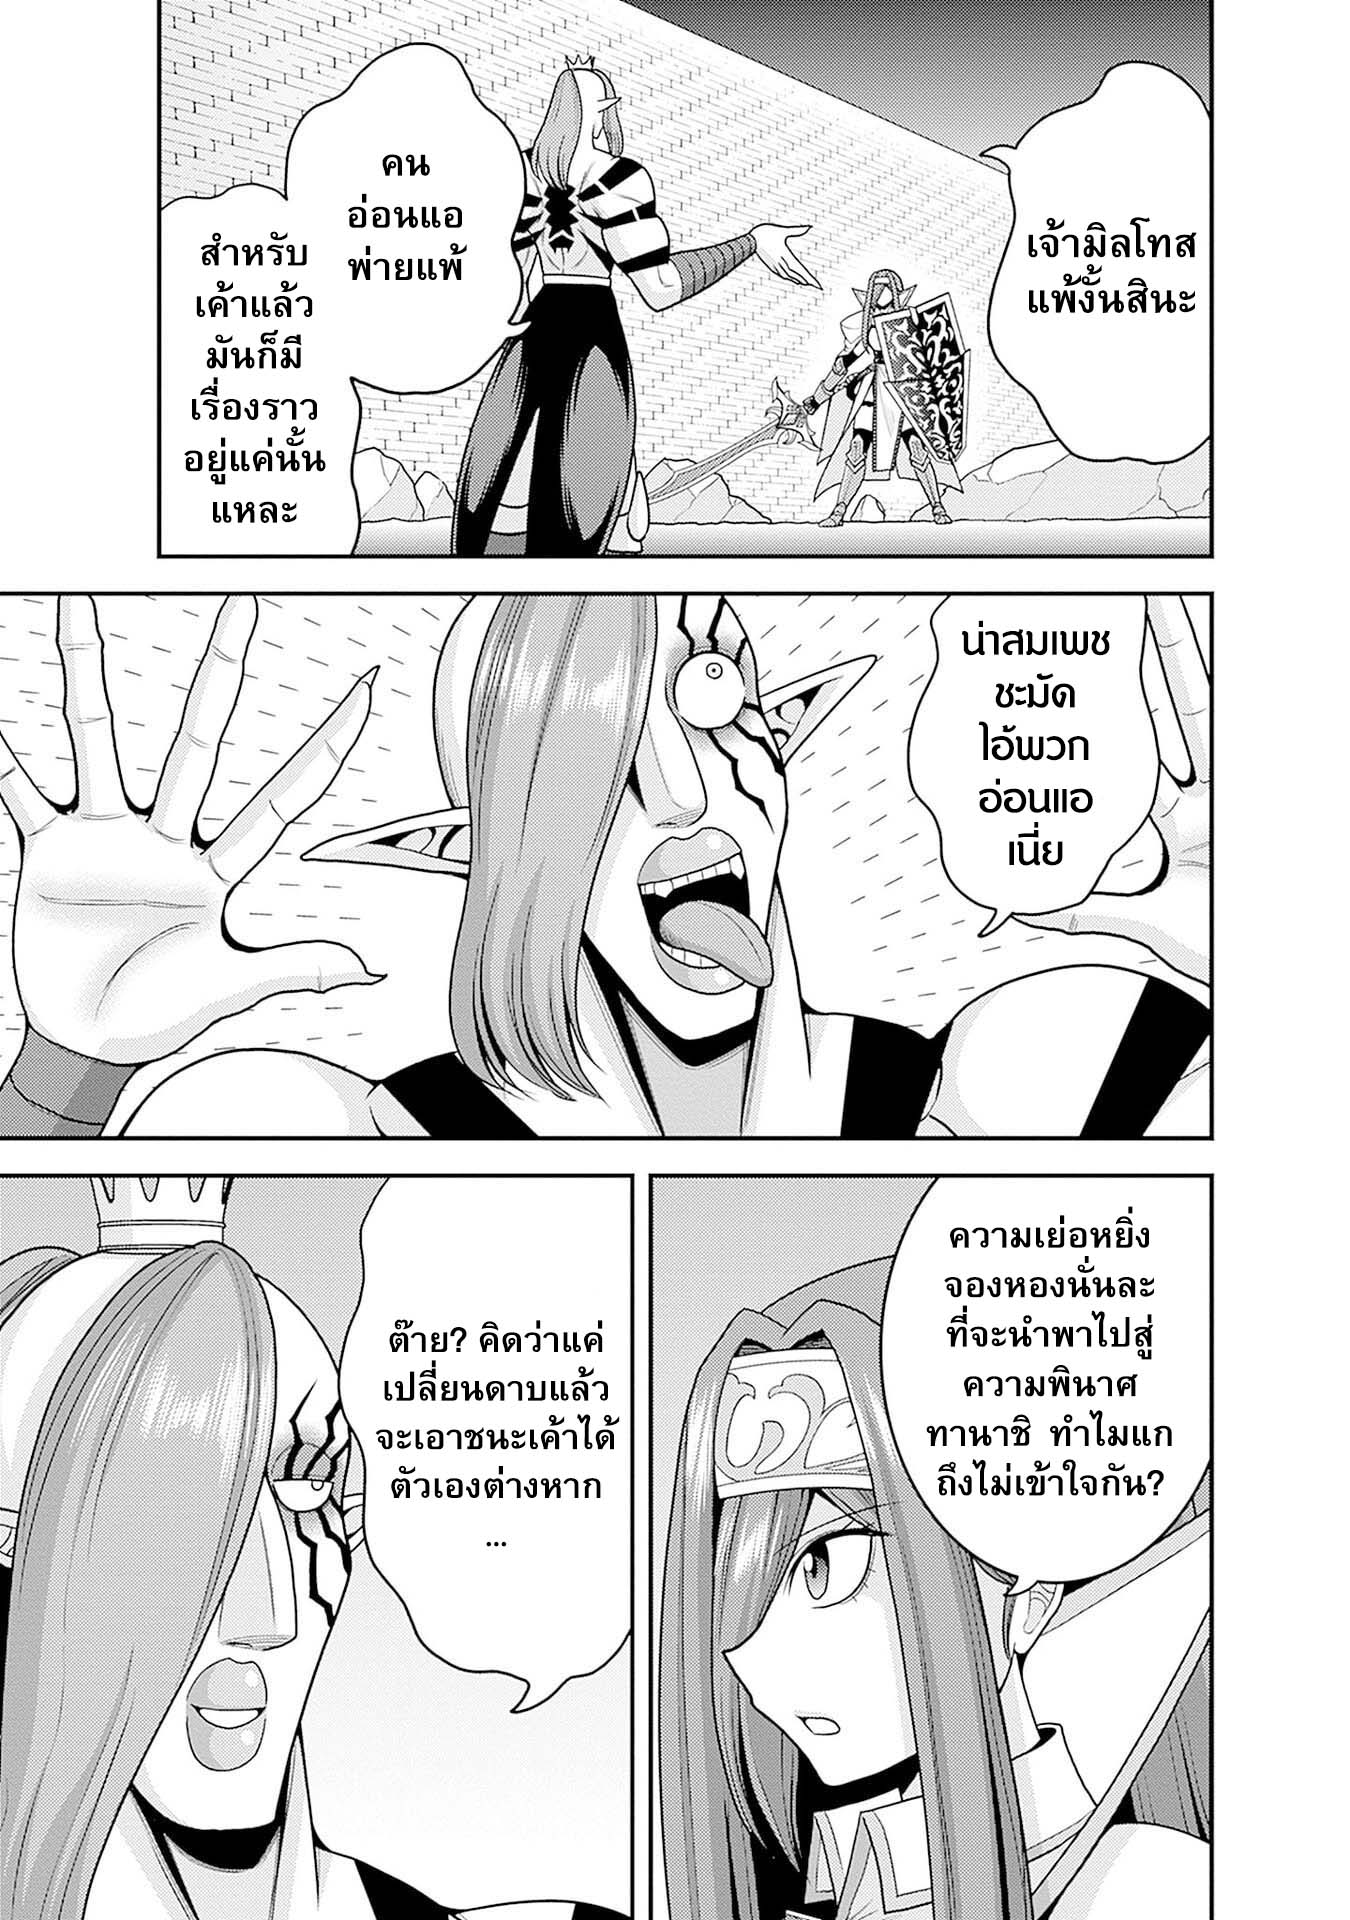 เจ้ามิลโทส
แพ้งั้นสินะ
คน
อ่อนแอ
พ่ายแพ้
สำหรับ
เค้าแล้ว
มันก็มี
เรื่องราว
อยู่แค่นั้น
แหละ
น่าสมเพช
ชะมัด
ไอ้พวก
อ่อนแอ
เนี่ย
ความเย่อหยิ่ง
จองหองนั่นละ
ที่จะนำพาไปสู่
ความพินาศ
ทานาชิ ทำไมแก
ถึงไม่เข้าใจกัน?
ต๊าย? คิดว่าแค่
เปลี่ยนดาบแล้ว
จะเอาชนะเค้าได้
ตัวเองต่างหาก
...